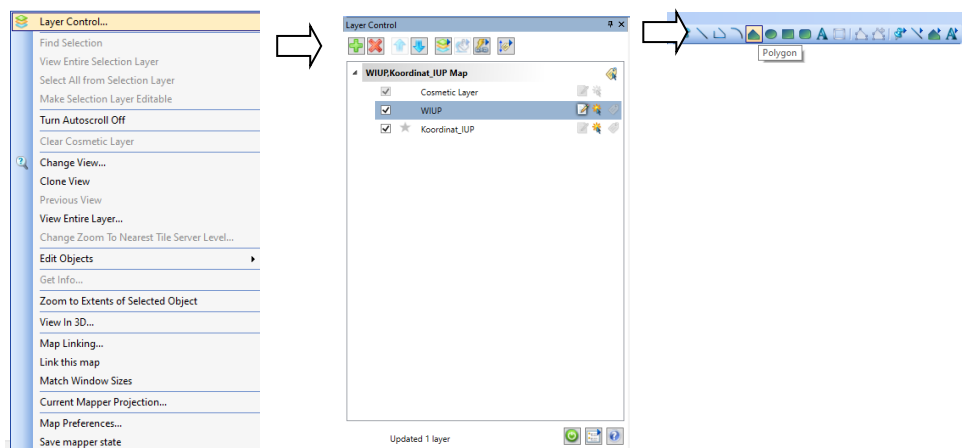 Layer Control...
Find Selection
View Entire Selection Layer
Select All from Selection Layer
Make Selection Layer Editable
Turn Autoscroll Off
Clear Cosmetic Layer
Change View...
Clone View
Previous View
View Entire Layer...
Change Zoom To Nearest Tile Server Level...
Edit Objects
Get Info...
Zoom to Extents of Selected Object
View In 3D...
Map Linking...
Link this map
Match Window Sizes
Current Mapper Projection...
Map Preferences...
Save mapper state
Layer Control
WIUP,Koordinat_IUP Map
Cosmetic Layer
WIUP
Koordinat_IUP
Updated 1 layer
Polygon